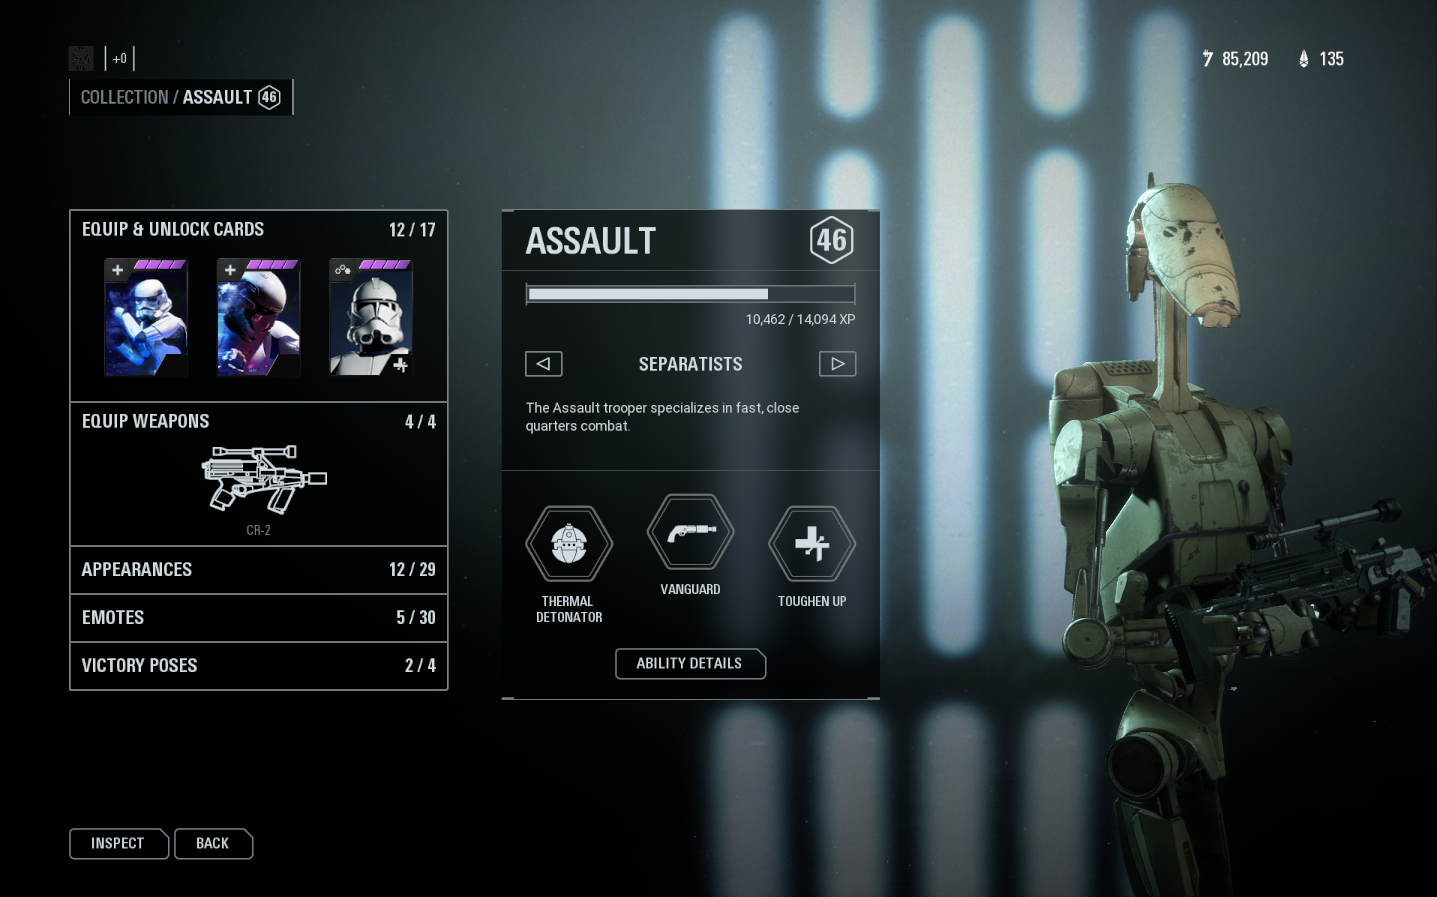 +0
85,209
135
COLLECTION / ASSAULT 46
EQUIP & UNLOCK CARDS 12 / 17
EQUIP WEAPONS 4 / 4
CR-2
APPEARANCES 12 / 29
EMOTES 5 / 30
VICTORY POSES 2 / 4
ASSAULT 46
10,462 / 14,094 XP
SEPARATISTS
The Assault trooper specializes in fast, close
quarters combat.
THERMAL
DETONATOR
VANGUARD
TOUGHEN UP
ABILITY DETAILS
INSPECT
BACK